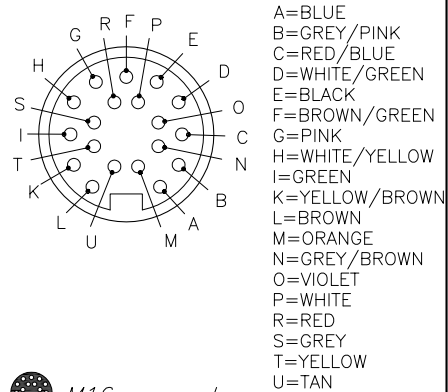 F
R
P
G
E
H
D
S
O
I
C
T
N
K
B
L
A
U
M
A=BLUE
B=GREY/PINK
C=RED/BLUE
D=WHITE/GREEN
E=BLACK
F=BROWN/GREEN
G=PINK
H=WHITE/YELLOW
I=GREEN
K=YELLOW/BROWN
L=BROWN
M=ORANGE
N=GREY/BROWN
O=VIOLET
P=WHITE
R=RED
S=GREY
T=YELLOW
U=TAN